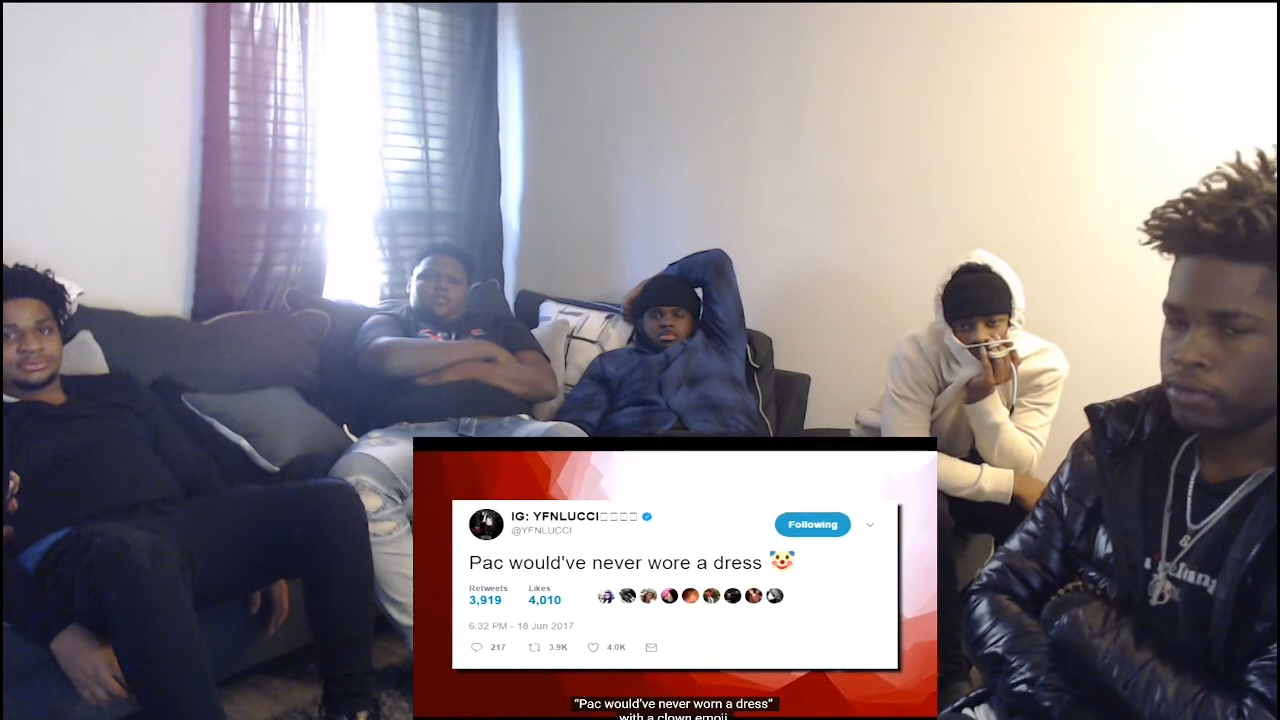 IG: YFNLUCCI
@YFNLUCCI
Following
Pac would've never wore a dress 🤡
Retweets Likes
3,919 4,010
6:32 PM - 18 Jun 2017
217 3.9K 4.0K
“Pac would’ve never worn a dress”
with a clown emoji